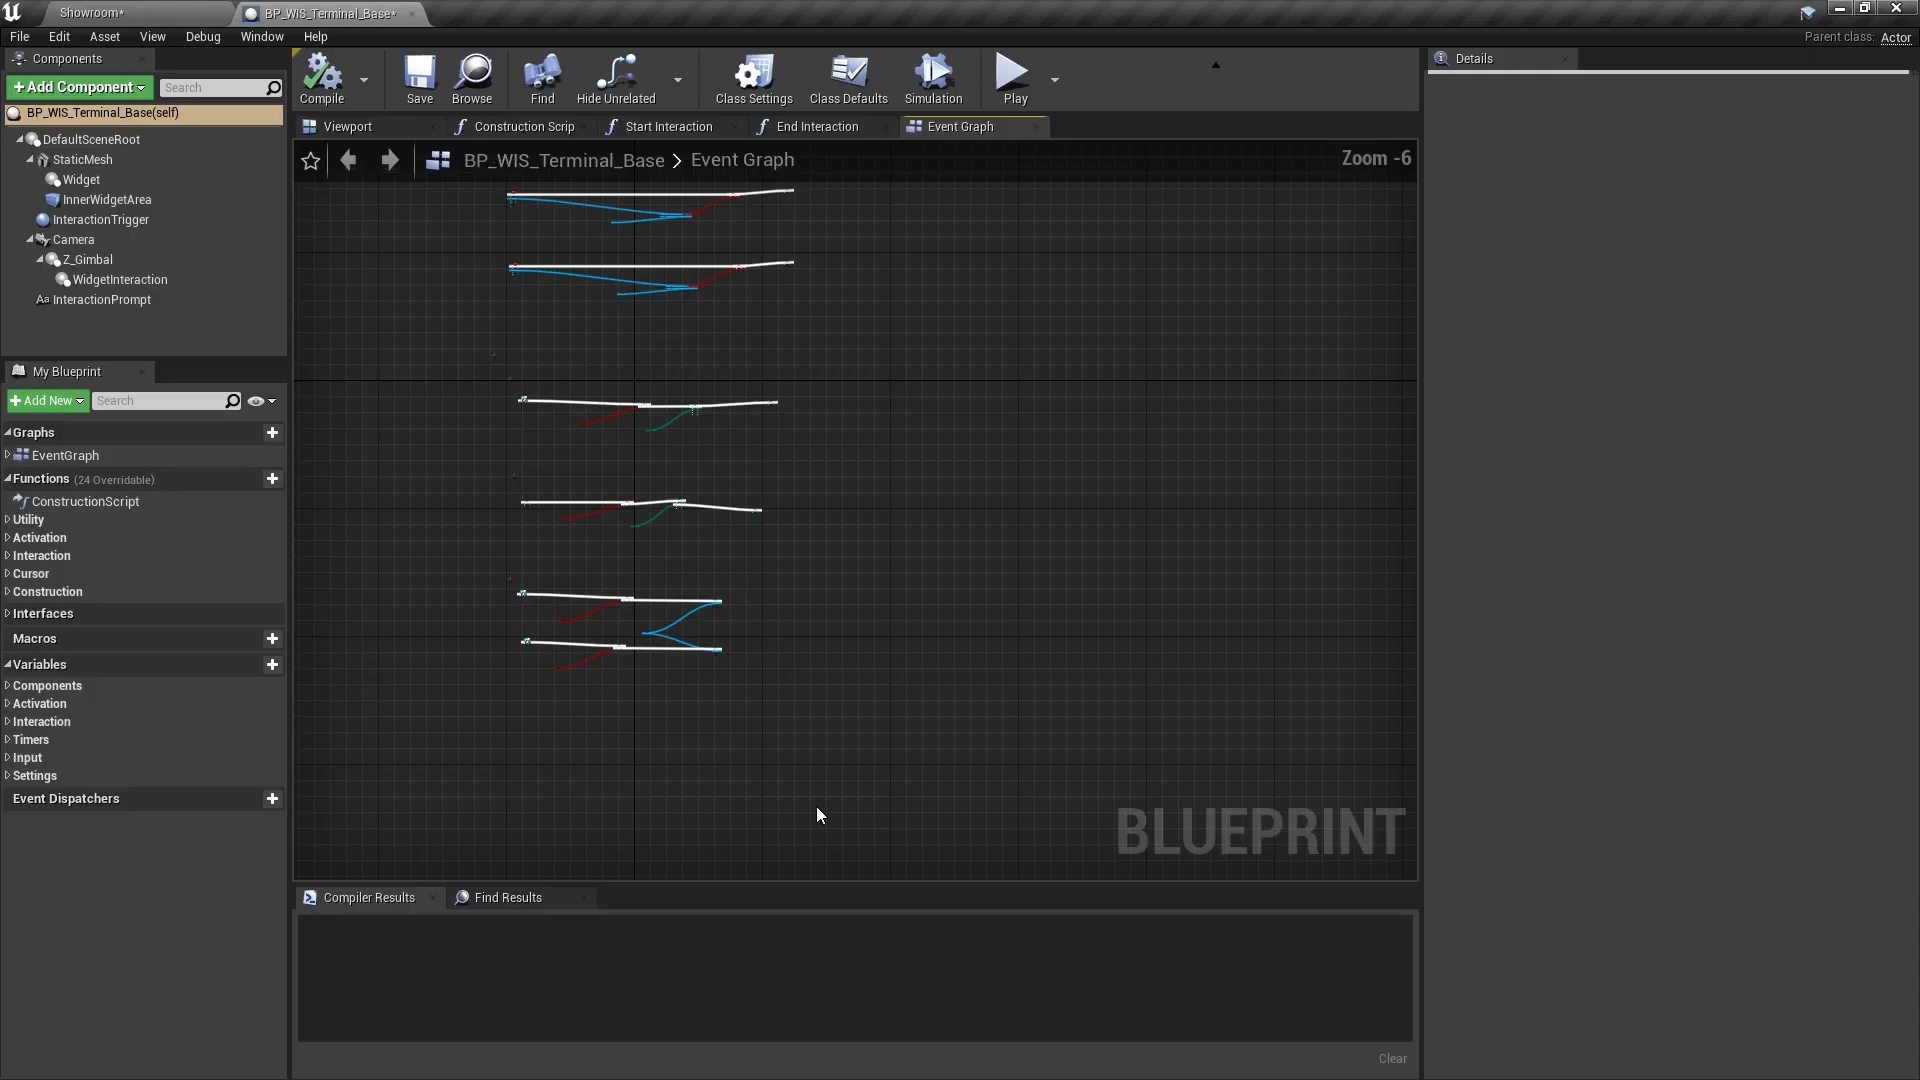 Showroom*
BP_WIS_Terminal_Base*
File Edit Asset View Debug Window Help
Parent class: Actor
Components
+Add Component
Search
BP_WIS_Terminal_Base(self)
DefaultSceneRoot
StaticMesh
Widget
InnerWidgetArea
InteractionTrigger
Camera
Z_Gimbal
WidgetInteraction
Aa InteractionPrompt
My Blueprint
+Add New
Search
Graphs
EventGraph
Functions (24 Overridable)
ConstructionScript
Utility
Activation
Interaction
Cursor
Construction
Interfaces
Macros
Variables
Components
Activation
Interaction
Timers
Input
Settings
Event Dispatchers
Compile Save Browse Find Hide Unrelated Class Settings Class Defaults Simulation Play
Viewport
Construction Scrip
Start Interaction
End Interaction
Event Graph
BP_WIS_Terminal_Base > Event Graph
Zoom -6
BLUEPRINT
Compiler Results
Find Results
Clear
Details